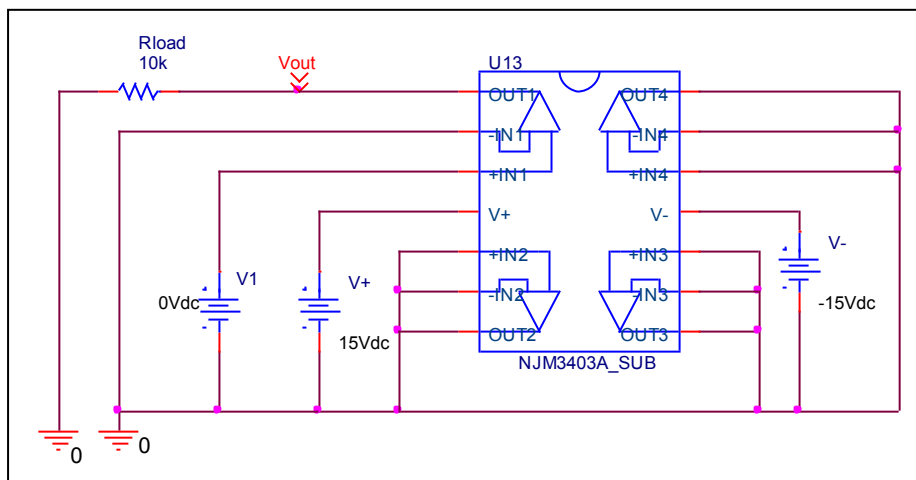 Rload
10k
Vout
U13
OUT1
OUT4
-IN1
-IN4
+IN1
+IN4
V+
V-
+IN2
+IN3
-IN2
-IN3
OUT2
OUT3
NJM3403A_SUB
V1
0Vdc
V+
15Vdc
V-
-15Vdc
0
0